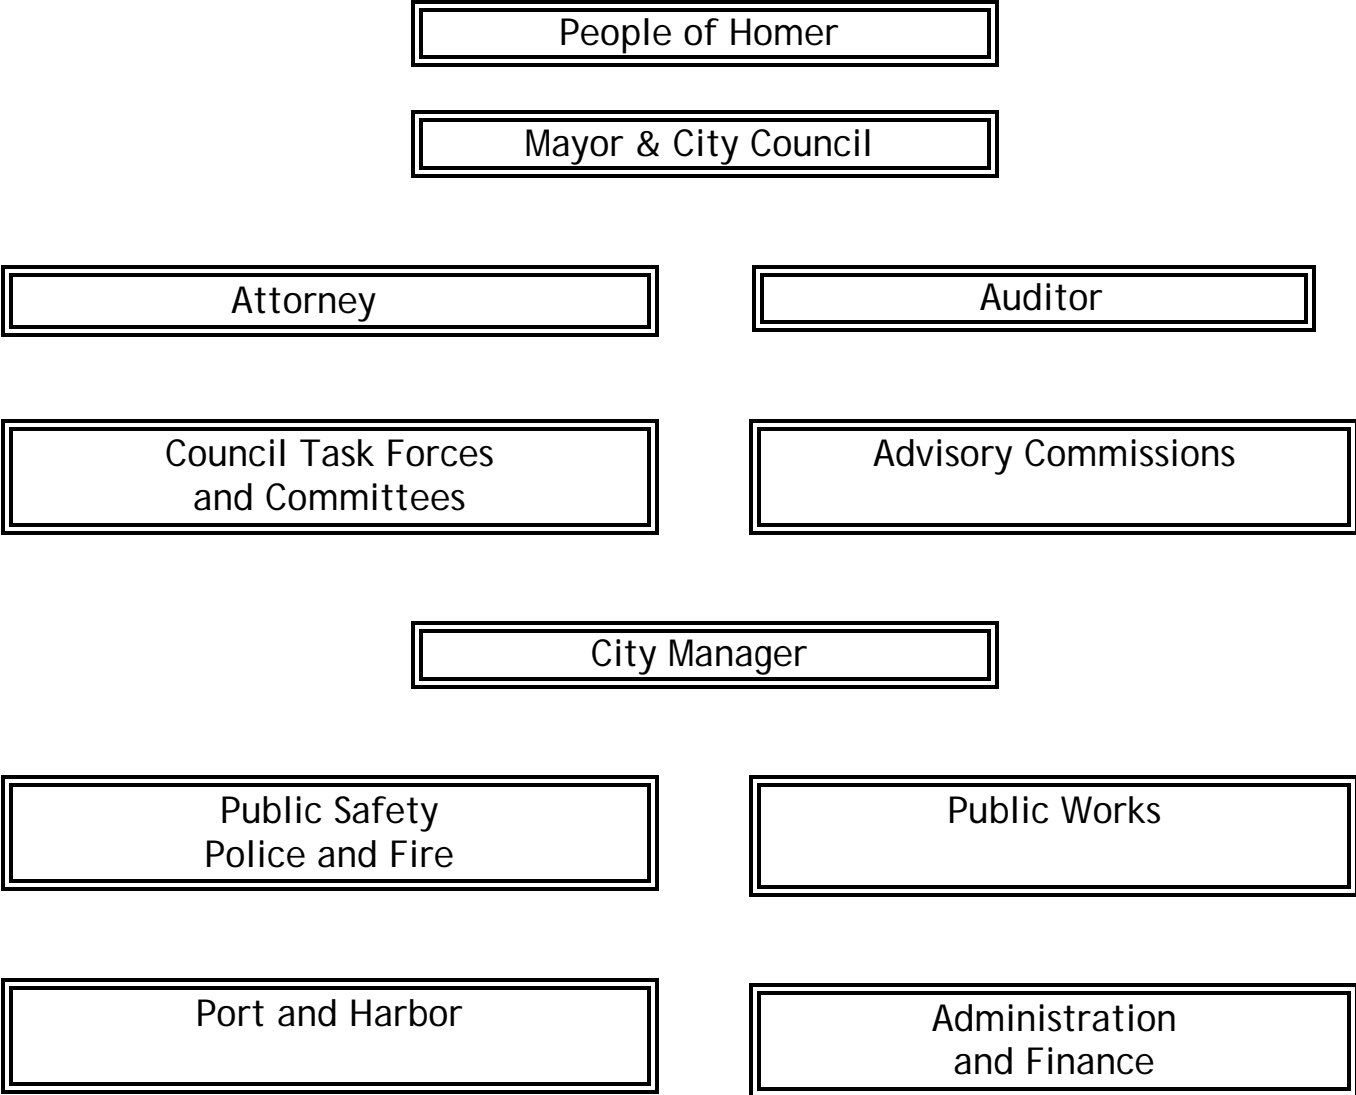 People of Homer
Mayor & City Council
Attorney
Auditor
Council Task Forces
and Committees
Advisory Commissions
City Manager
Public Safety
Police and Fire
Public Works
Port and Harbor
Administration
and Finance